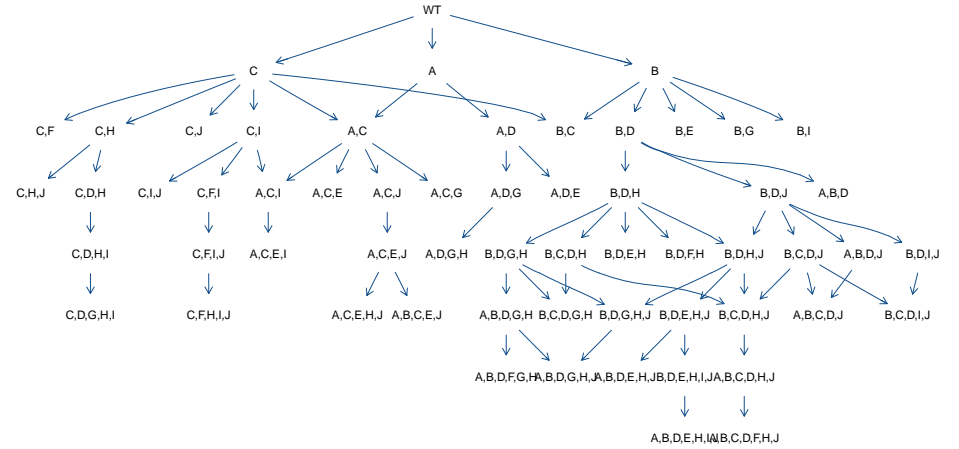 WT
C A B
C,F C,H C,J C,I A,C A,D B,C B,D B,E B,G B,I
C,H,J C,D,H C,I,J C,F,I A,C,I A,C,E A,C,J A,C,G A,D,G A,D,E B,D,H B,D,J A,B,D
C,D,H,I C,F,I,J A,C,E,I A,C,E,J A,D,G,H B,D,G,H B,C,D,H B,D,E,H B,D,F,H B,D,H,J B,C,D,J A,B,D,J B,D,I,J
C,D,G,H,I C,F,H,I,J A,C,E,H,J A,B,C,E,J A,B,D,G,H B,C,D,G,H B,D,G,H,J B,D,E,H,J B,C,D,H,J A,B,C,D,J B,C,D,I,J
A,B,D,F,G,H A,B,D,G,H,J A,B,D,E,H,J B,D,E,H,I,J A,B,C,D,H,J
A,B,D,E,H,I,J A,B,C,D,F,H,J